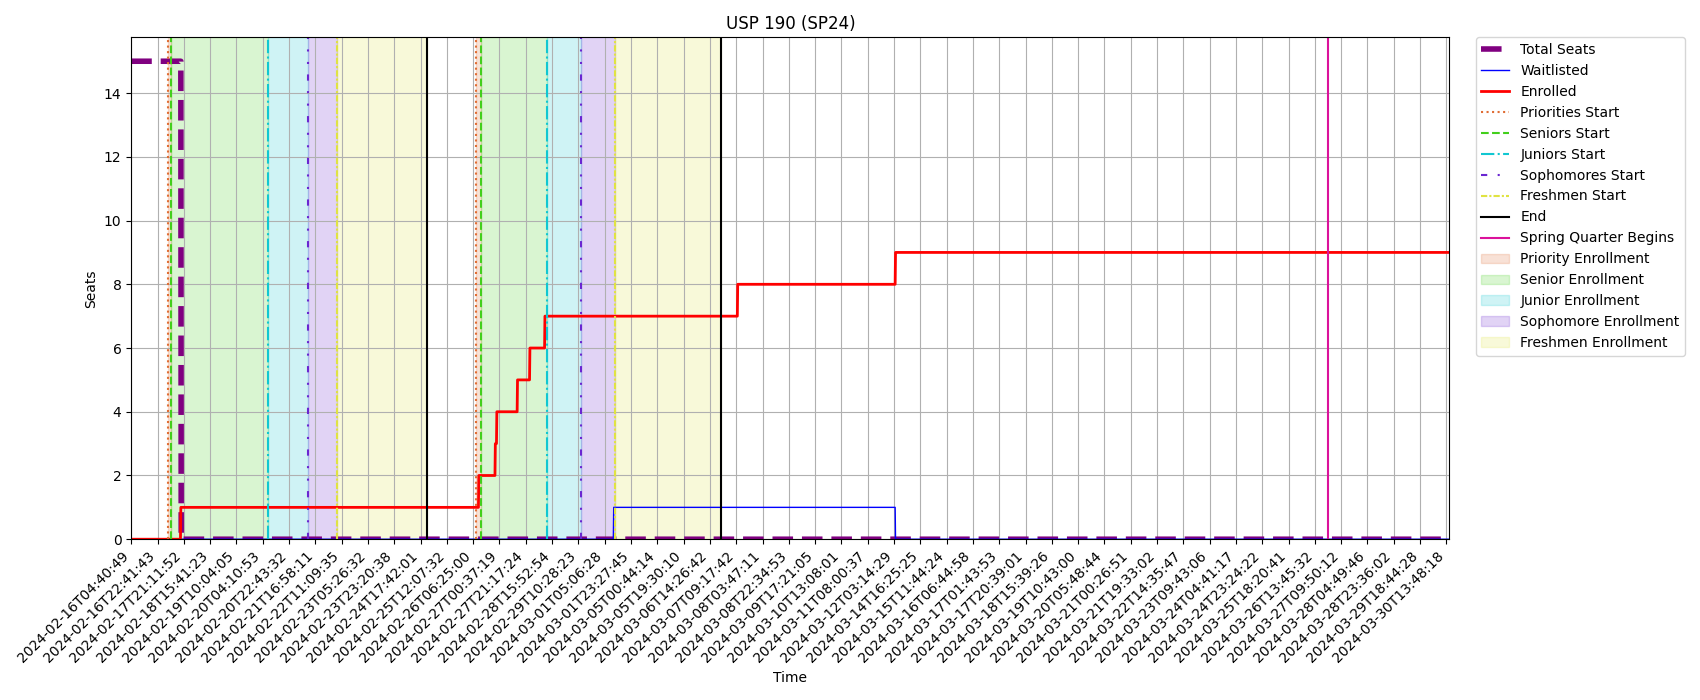 USP 190 (SP24)
Seats
14
12
10
8
6
4
2
0
2024-02-16T04:40:49
2024-02-16T22:41:43
2024-02-17T21:11:52
2024-02-18T15:41:23
2024-02-19T10:04:05
2024-02-20T04:10:53
2024-02-20T22:43:32
2024-02-21T16:58:11
2024-02-22T11:09:35
2024-02-23T05:26:32
2024-02-23T23:20:38
2024-02-24T17:42:01
2024-02-25T12:07:32
2024-02-26T06:25:00
2024-02-27T00:37:19
2024-02-27T21:17:24
2024-02-28T15:52:54
2024-02-29T10:28:23
2024-03-01T05:06:28
2024-03-01T23:27:45
2024-03-05T00:44:14
2024-03-05T19:30:16
2024-03-06T14:26:42
2024-03-07T09:17:42
2024-03-08T03:47:11
2024-03-08T22:34:53
2024-03-09T17:21:05
2024-03-10T13:08:01
2024-03-11T08:00:37
2024-03-12T03:14:29
2024-03-14T16:25:25
2024-03-15T11:44:24
2024-03-16T06:44:58
2024-03-17T01:43:53
2024-03-17T20:39:01
2024-03-18T15:39:26
2024-03-19T10:43:00
2024-03-20T05:48:44
2024-03-21T00:26:51
2024-03-21T19:33:02
2024-03-22T14:35:47
2024-03-23T09:43:06
2024-03-24T04:41:17
2024-03-24T23:24:22
2024-03-25T18:20:41
2024-03-26T13:45:32
2024-03-27T09:50:12
2024-03-28T04:49:46
2024-03-28T23:36:02
2024-03-29T18:44:28
2024-03-30T13:48:18
Time
Total Seats
Waitlisted
Enrolled
Priorities Start
Seniors Start
Juniors Start
Sophomores Start
Freshmen Start
End
Spring Quarter Begins
Priority Enrollment
Senior Enrollment
Junior Enrollment
Sophomore Enrollment
Freshmen Enrollment